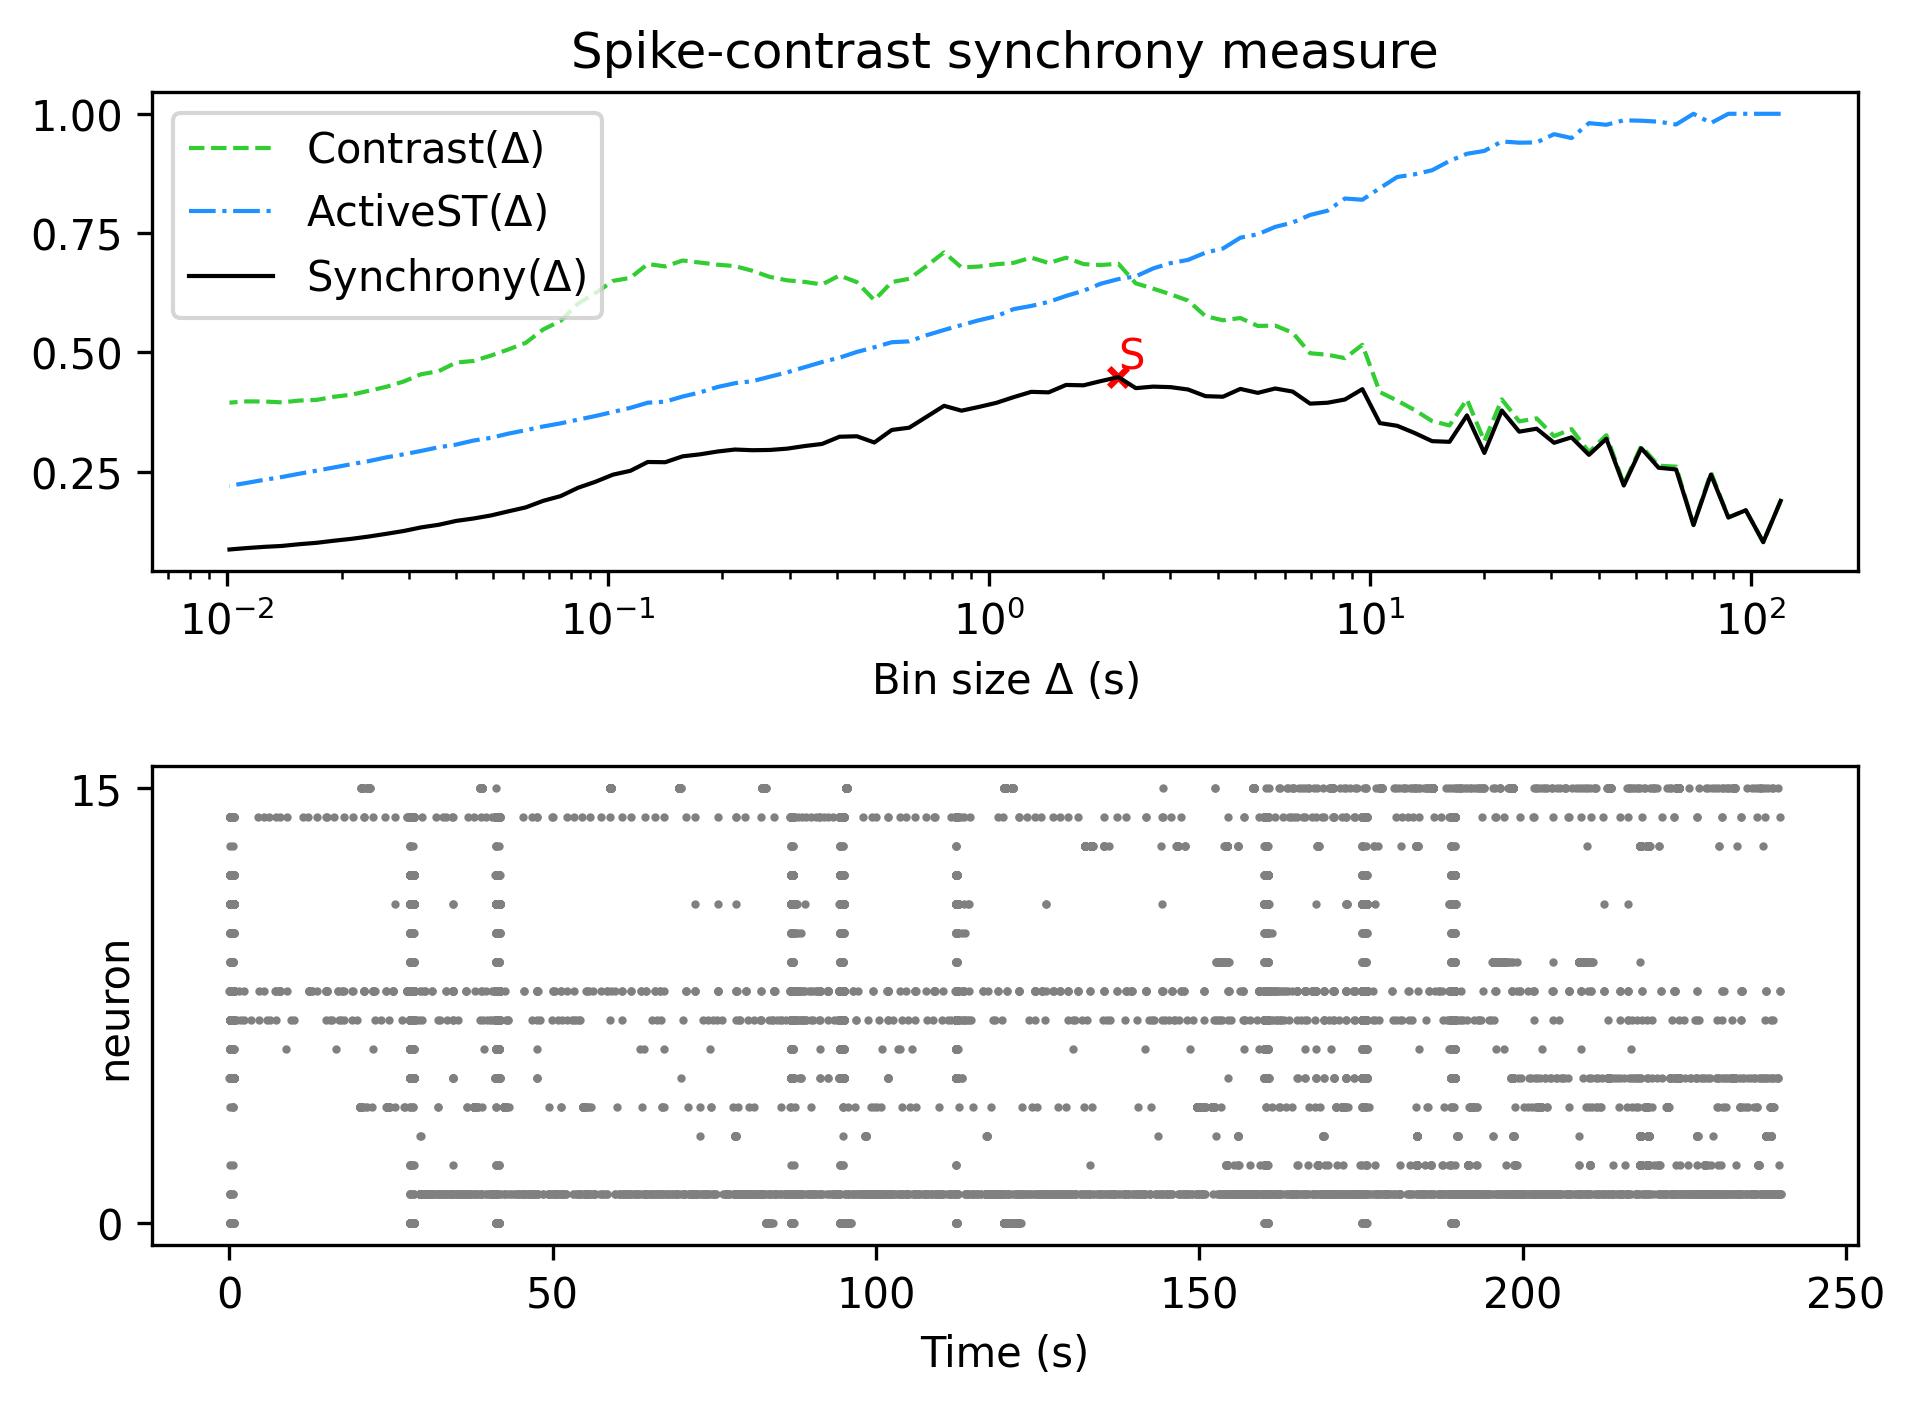 Spike-contrast synchrony measure
1.00
0.75
0.50
0.25
Contrast(Δ)
ActiveST(Δ)
Synchrony(Δ)
S
10⁻² 10⁻¹ 10⁰ 10¹ 10²
Bin size Δ (s)
15
0
neuron
0 50 100 150 200 250
Time (s)